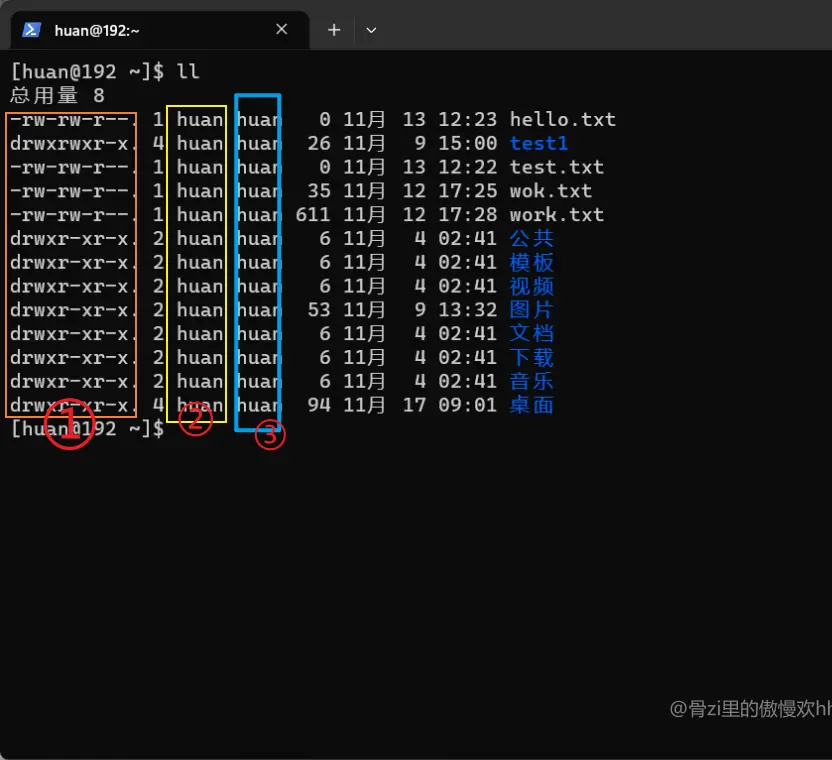 huan@192:~
[huan@192 ~]$ ll
总用量 8
-rw-rw-r--. 1 huan huan 0 11月 13 12:23 hello.txt
drwxrwxr-x. 4 huan huan 26 11月 9 15:00 test1
-rw-rw-r--. 1 huan huan 0 11月 13 12:22 test.txt
-rw-rw-r--. 1 huan huan 35 11月 12 17:25 wok.txt
-rw-rw-r--. 1 huan huan 611 11月 12 17:28 work.txt
drwxr-xr-x. 2 huan huan 6 11月 4 02:41 公共
drwxr-xr-x. 2 huan huan 6 11月 4 02:41 模板
drwxr-xr-x. 2 huan huan 6 11月 4 02:41 视频
drwxr-xr-x. 2 huan huan 53 11月 9 13:32 图片
drwxr-xr-x. 2 huan huan 6 11月 4 02:41 文档
drwxr-xr-x. 2 huan huan 6 11月 4 02:41 下载
drwxr-xr-x. 2 huan huan 6 11月 4 02:41 音乐
drwxr-xr-x. 4 huan huan 94 11月 17 09:01 桌面
① ② ③
[huan@192 ~]$
@骨zi里的傲慢欢hh